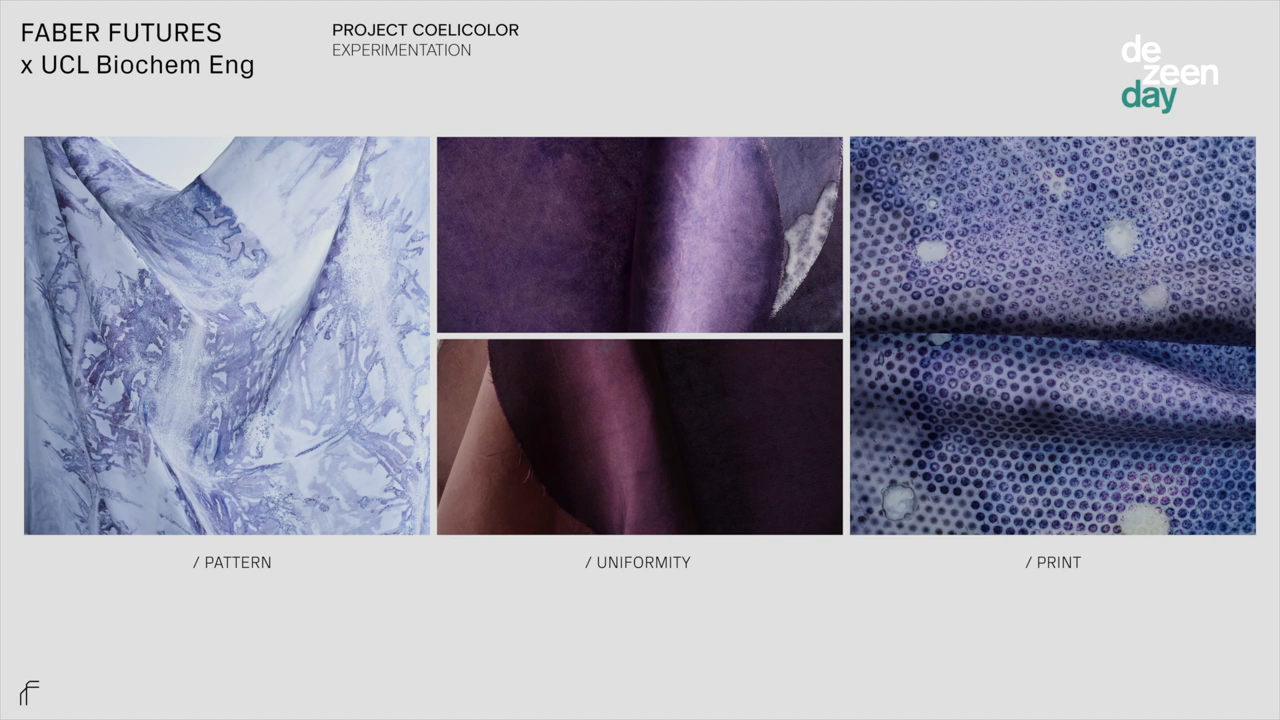 FABER FUTURES
x UCL Biochem Eng
PROJECT COELICOLOR
EXPERIMENTATION
de
zeen
day
/ PATTERN
/ UNIFORMITY
/ PRINT